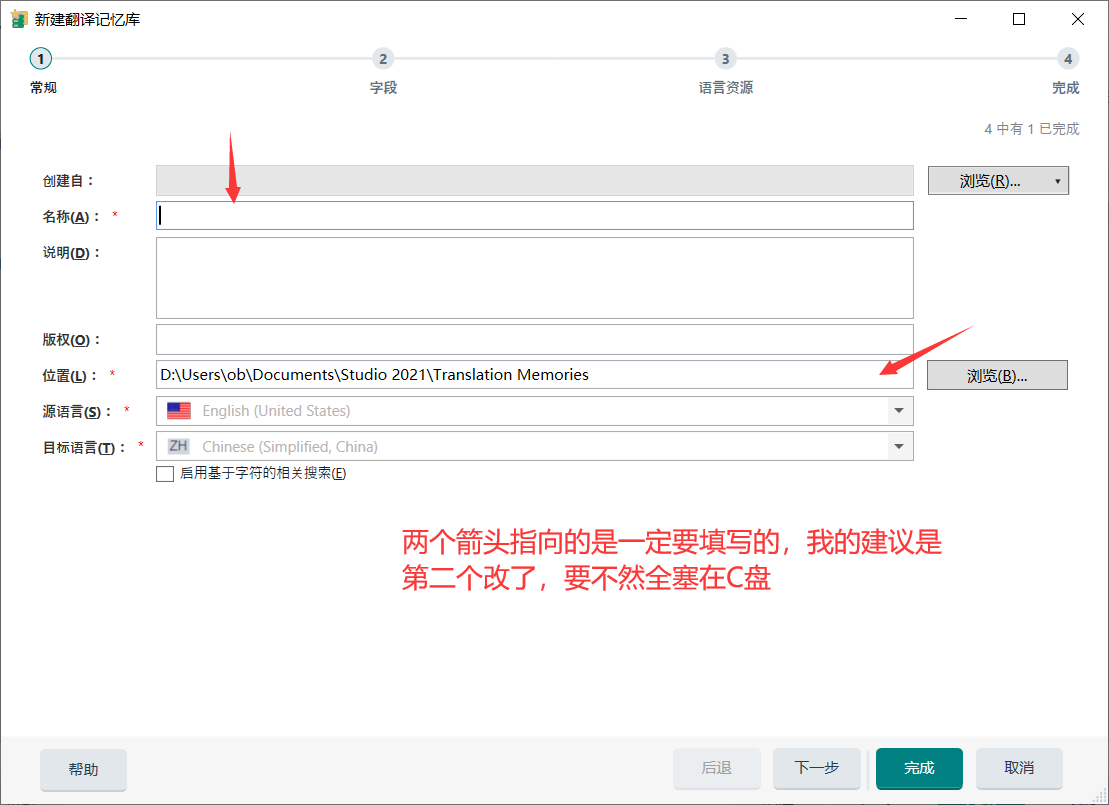 新建翻译记忆库
1 2 3 4
常规 字段 语言资源 完成
4 中有 1 已完成
创建自：
浏览(R)...
名称(A)： *
说明(D)：
版权(O)：
位置(L)： * D:\Users\ob\Documents\Studio 2021\Translation Memories 浏览(B)...
源语言(S)： * English (United States)
目标语言(T)： * ZH Chinese (Simplified, China)
启用基于字符的相关搜索(E)
两个箭头指向的是一定要填写的，我的建议是
第二个改了，要不然全塞在C盘
帮助 后退 下一步 完成 取消